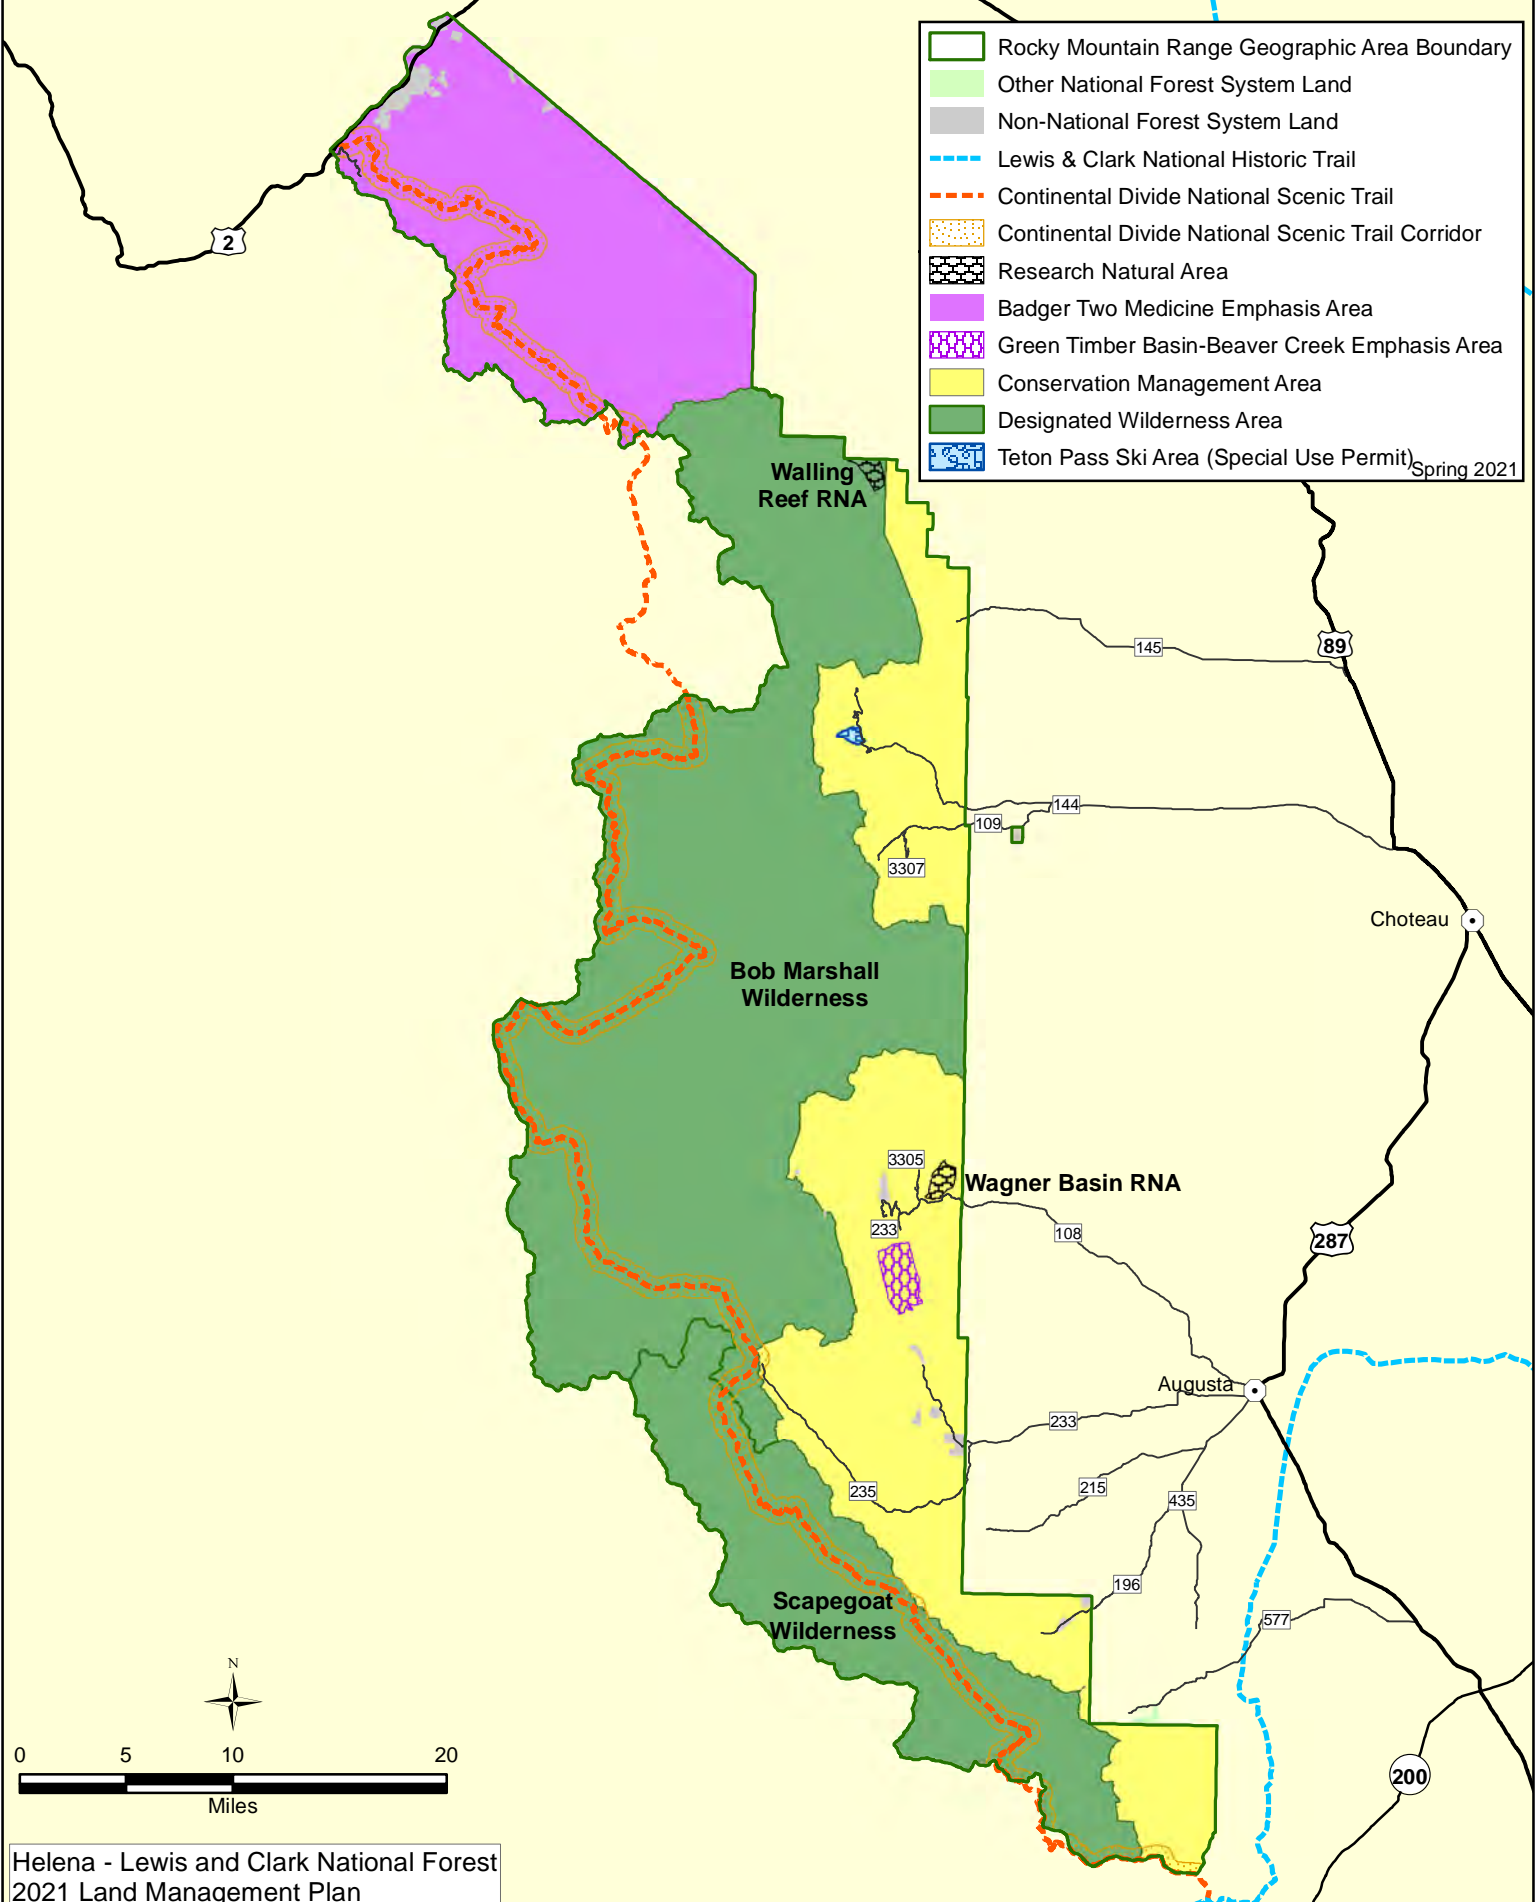 Rocky Mountain Range Geographic Area Boundary
Other National Forest System Land
Non-National Forest System Land
Lewis & Clark National Historic Trail
Continental Divide National Scenic Trail
Continental Divide National Scenic Trail Corridor
Research Natural Area
Badger Two Medicine Emphasis Area
Green Timber Basin-Beaver Creek Emphasis Area
Conservation Management Area
Designated Wilderness Area
Teton Pass Ski Area (Special Use Permit)
Spring 2021
2
Walling
Reef RNA
145
89
144
109
3307
Choteau
Bob Marshall
Wilderness
3305
Wagner Basin RNA
233
108
287
Augusta
233
235
215
435
196
577
Scapegoat
Wilderness
N
0 5 10 20
Miles
200
Helena - Lewis and Clark National Forest
2021 Land Management Plan